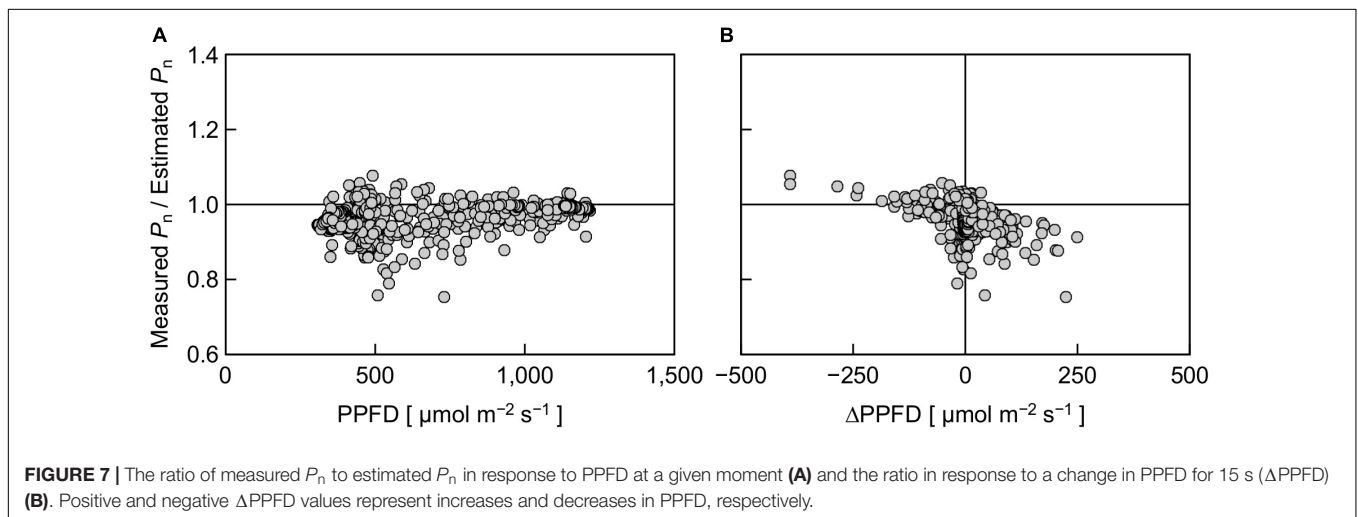 A
B
Measured Pn / Estimated Pn
1.4
1.2
1.0
0.8
0.6
0 500 1,000 1,500
PPFD [ µmol m⁻² s⁻¹ ]
−500 −250 0 250 500
ΔPPFD [ µmol m⁻² s⁻¹ ]
FIGURE 7 | The ratio of measured Pn to estimated Pn in response to PPFD at a given moment (A) and the ratio in response to a change in PPFD for 15 s (ΔPPFD)
(B). Positive and negative ΔPPFD values represent increases and decreases in PPFD, respectively.